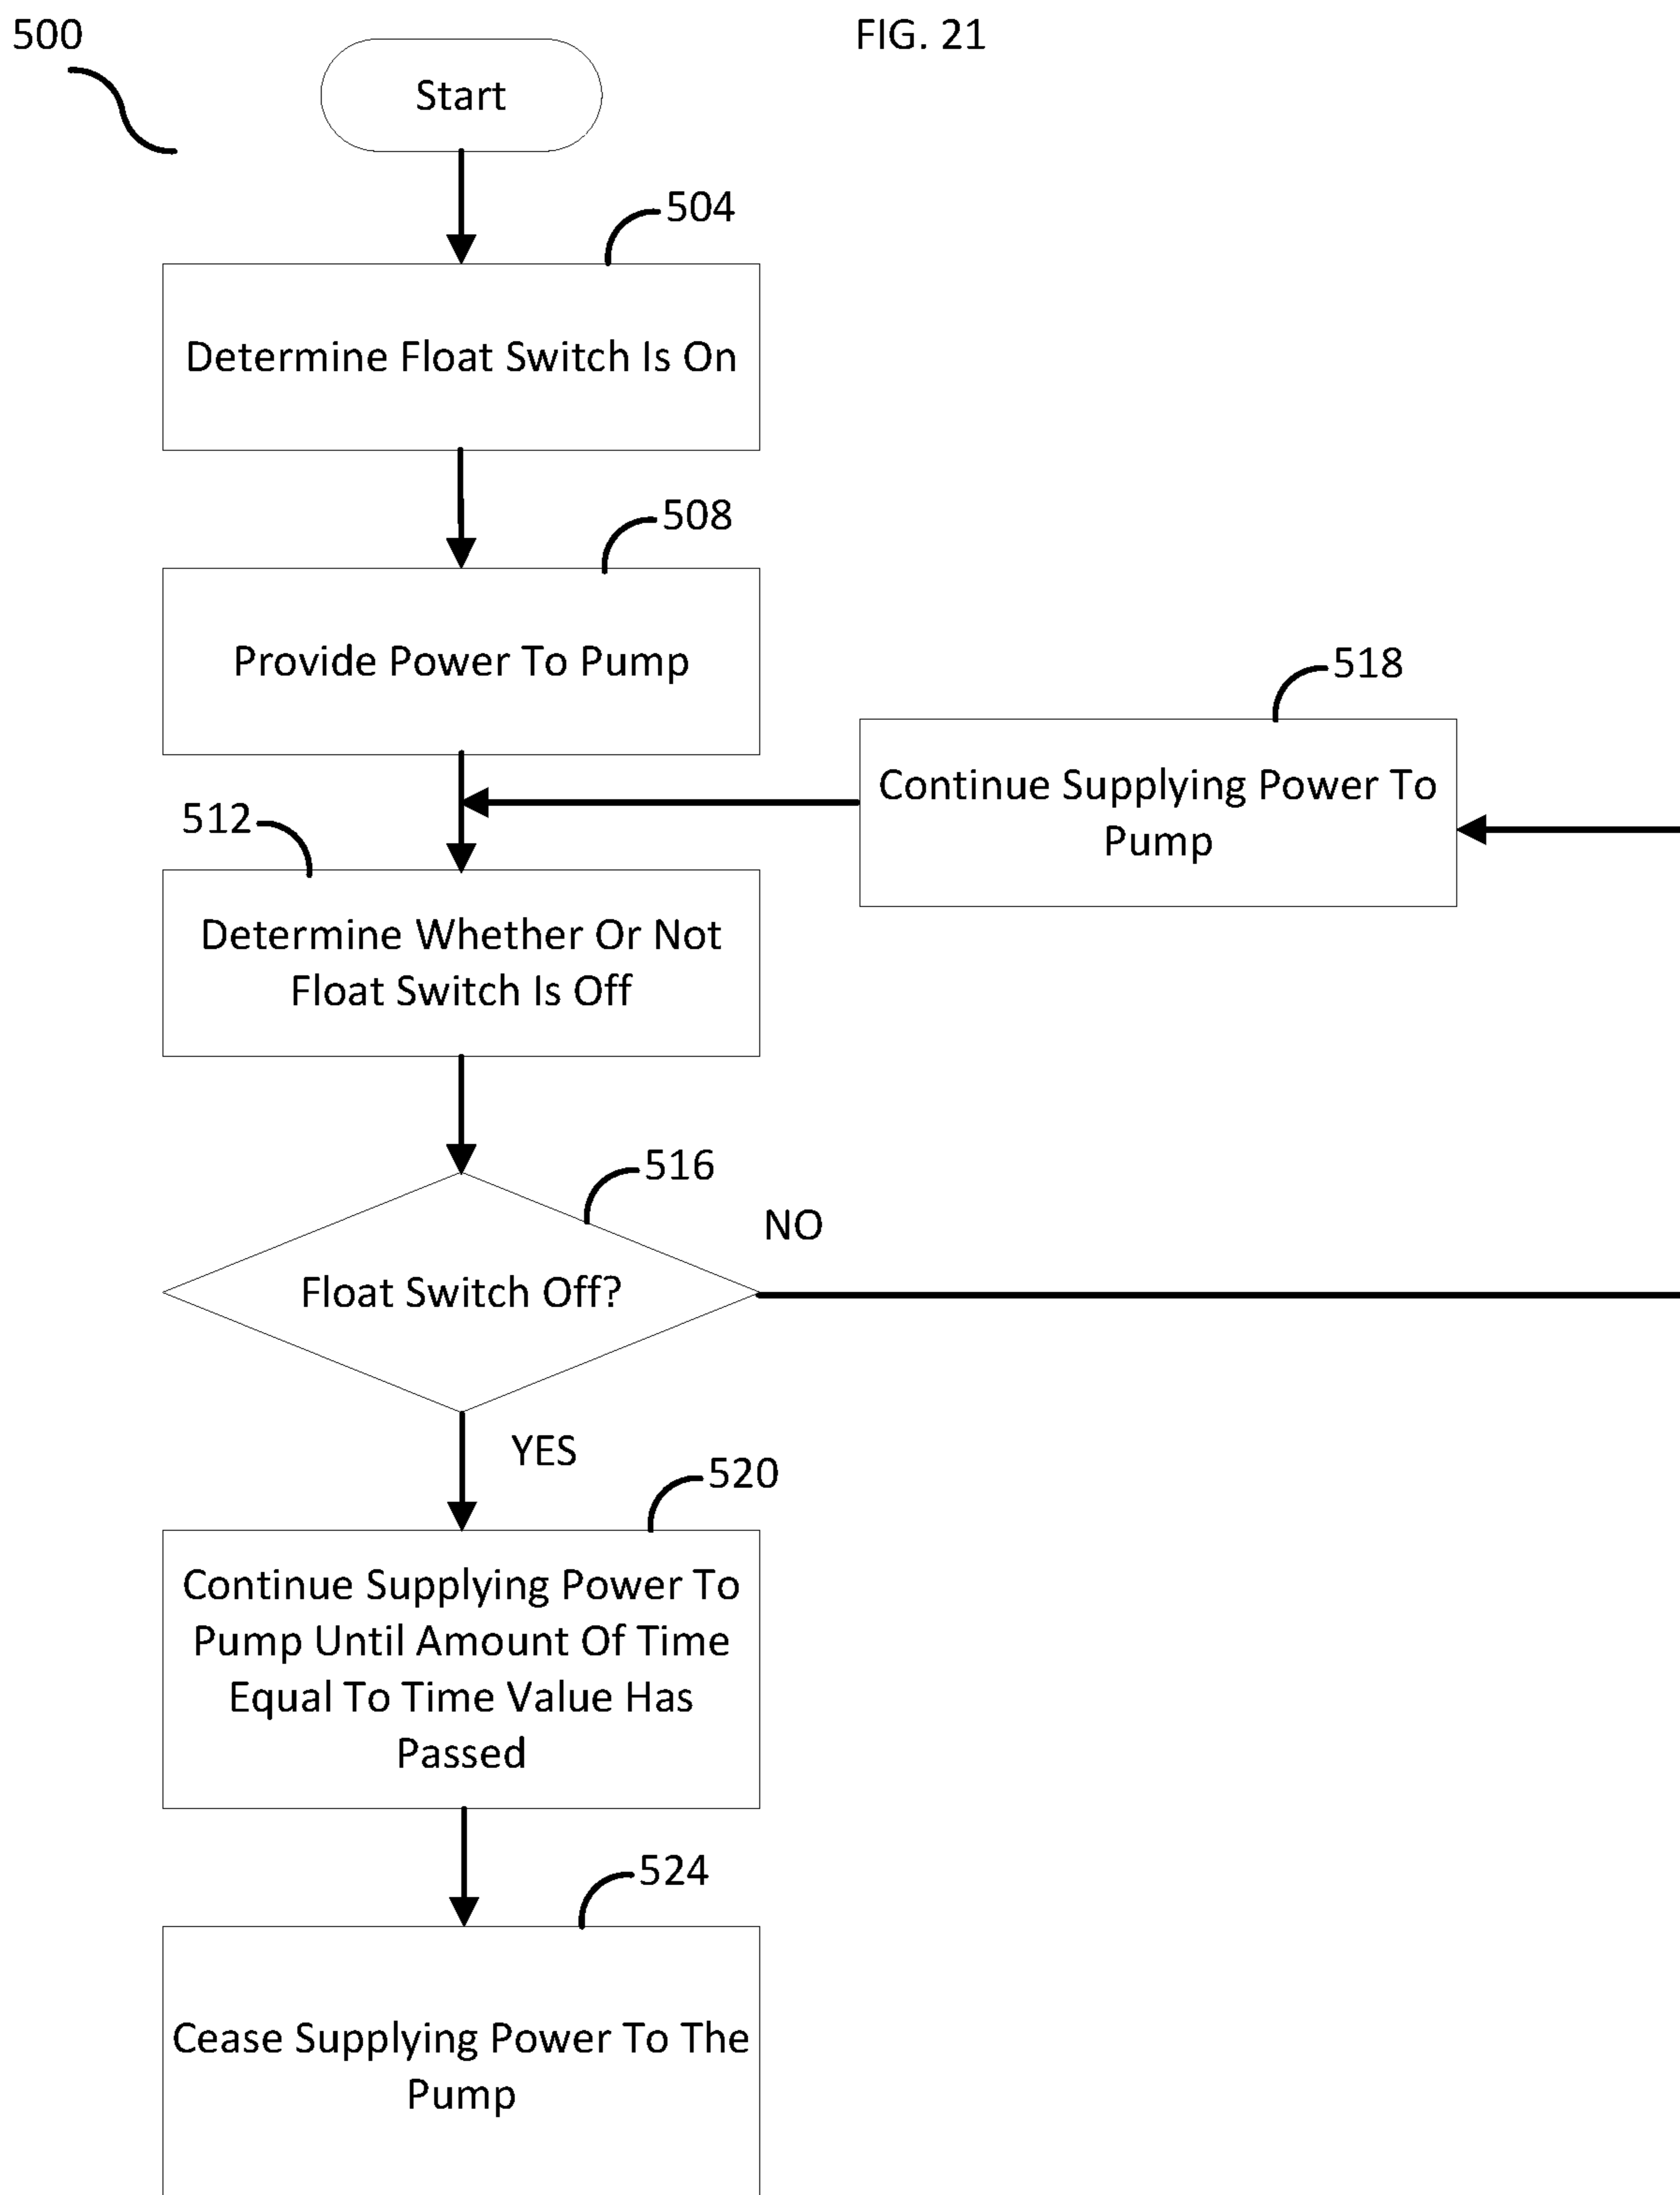 500
FIG. 21
Start
504
Determine Float Switch Is On
508
Provide Power To Pump
518
Continue Supplying Power To
Pump
512
Determine Whether Or Not
Float Switch Is Off
516
NO
Float Switch Off?
YES
520
Continue Supplying Power To
Pump Until Amount Of Time
Equal To Time Value Has
Passed
524
Cease Supplying Power To The
Pump